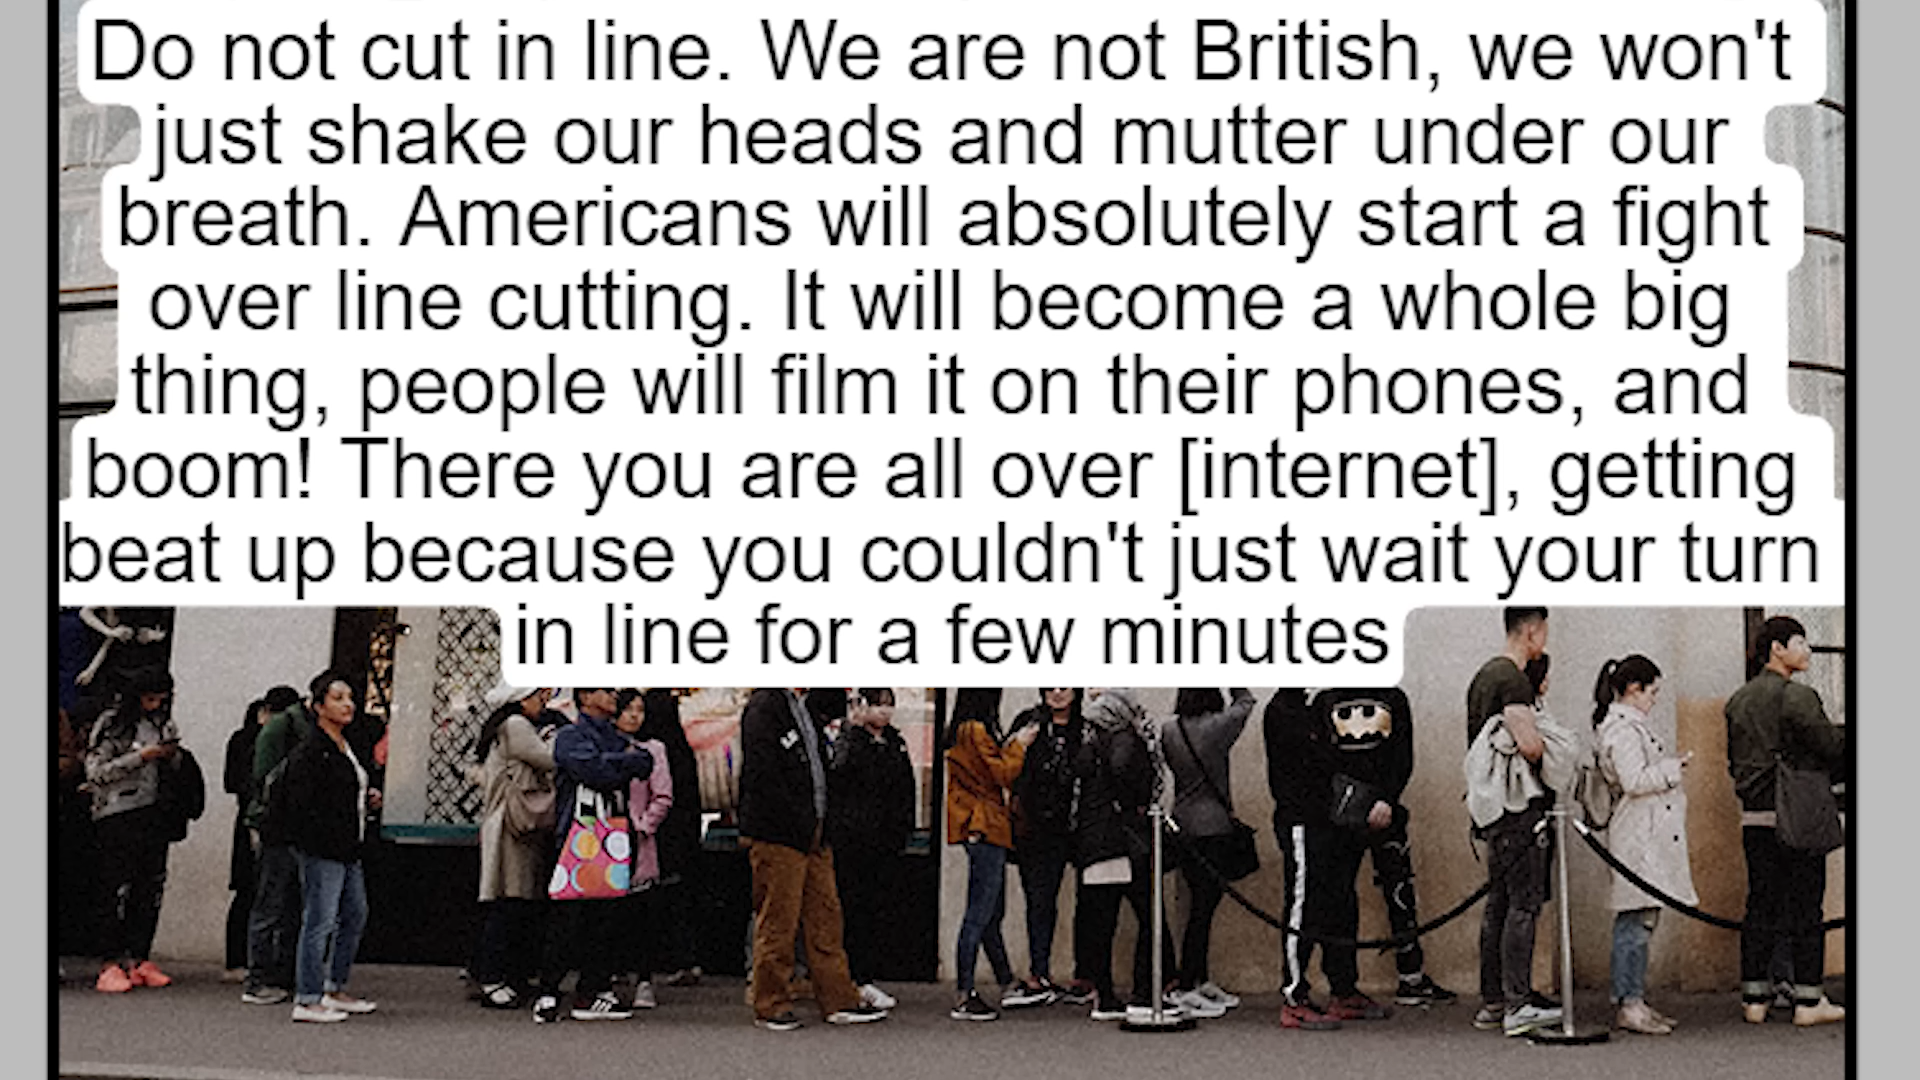 Do not cut in line. We are not British, we won't
just shake our heads and mutter under our
breath. Americans will absolutely start a fight
over line cutting. It will become a whole big
thing, people will film it on their phones, and
boom! There you are all over [internet], getting
beat up because you couldn't just wait your turn
in line for a few minutes